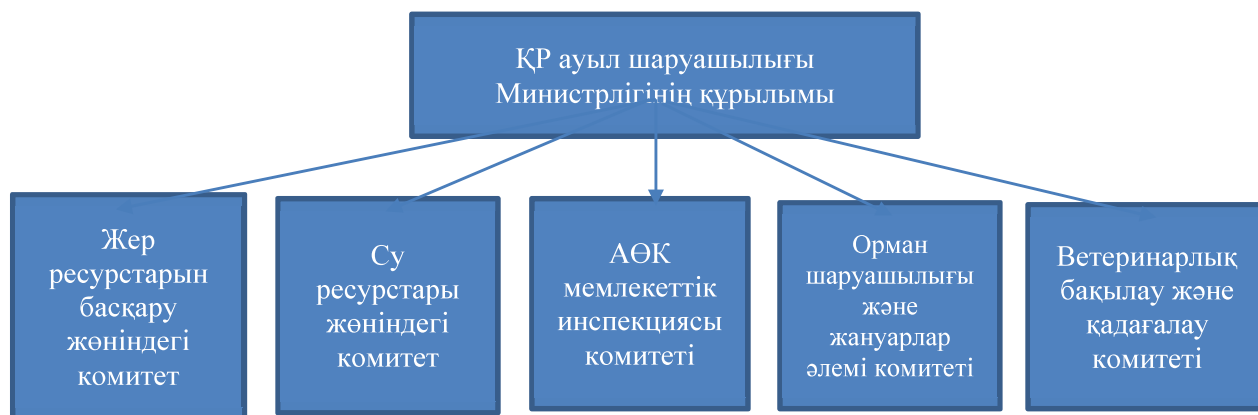 ҚР ауыл шаруашылығы
Министрлігінің құрылымы
Жер
ресурстарын
басқару
жөніндегі
комитет
Су
ресурстары
жөніндегі
комитет
АӨК
мемлекеттік
инспекциясы
комитеті
Орман
шаруашылығы
және
жануарлар
әлемі комитеті
Ветеринарлық
бақылау және
қадағалау
комитеті